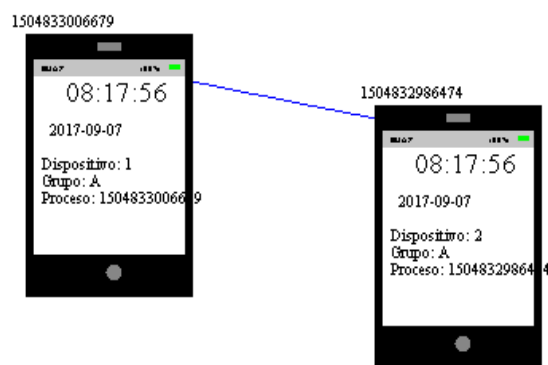 1504833006679
08:17:56
2017-09-07
Dispositivo: 1
Grupo: A
Proceso: 1504833006679
1504832986474
08:17:56
2017-09-07
Dispositivo: 2
Grupo: A
Proceso: 1504832986474